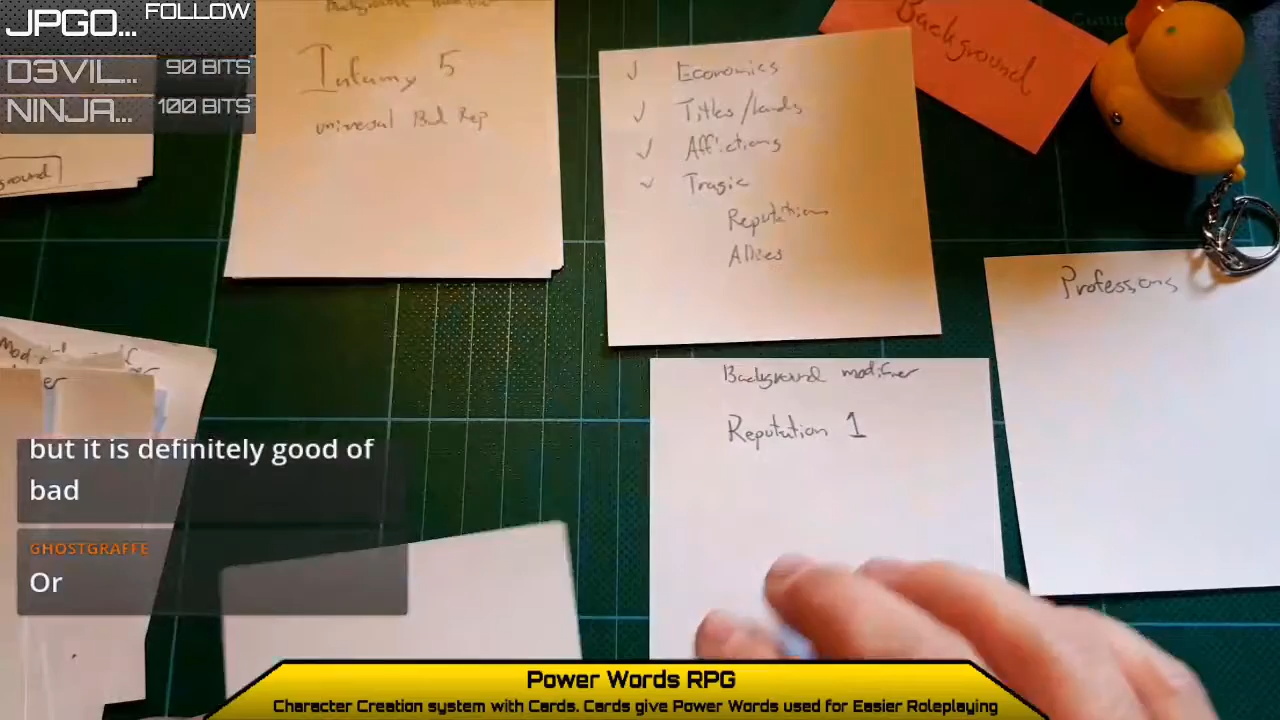 JPGO...
FOLLOW
D3VIL...
90 BITS
NINJA...
100 BITS
Infamy 5
universal Bad Rep
Economics
Titles/lands
Afflictions
Tragic
Reputation
Allies
Background
Professions
Background modifier
Reputation 1
but it is definitely good of
bad
GHOSTGRAFFE
Or
Power Words RPG
Character Creation system with Cards. Cards give Power Words used for Easier Roleplaying